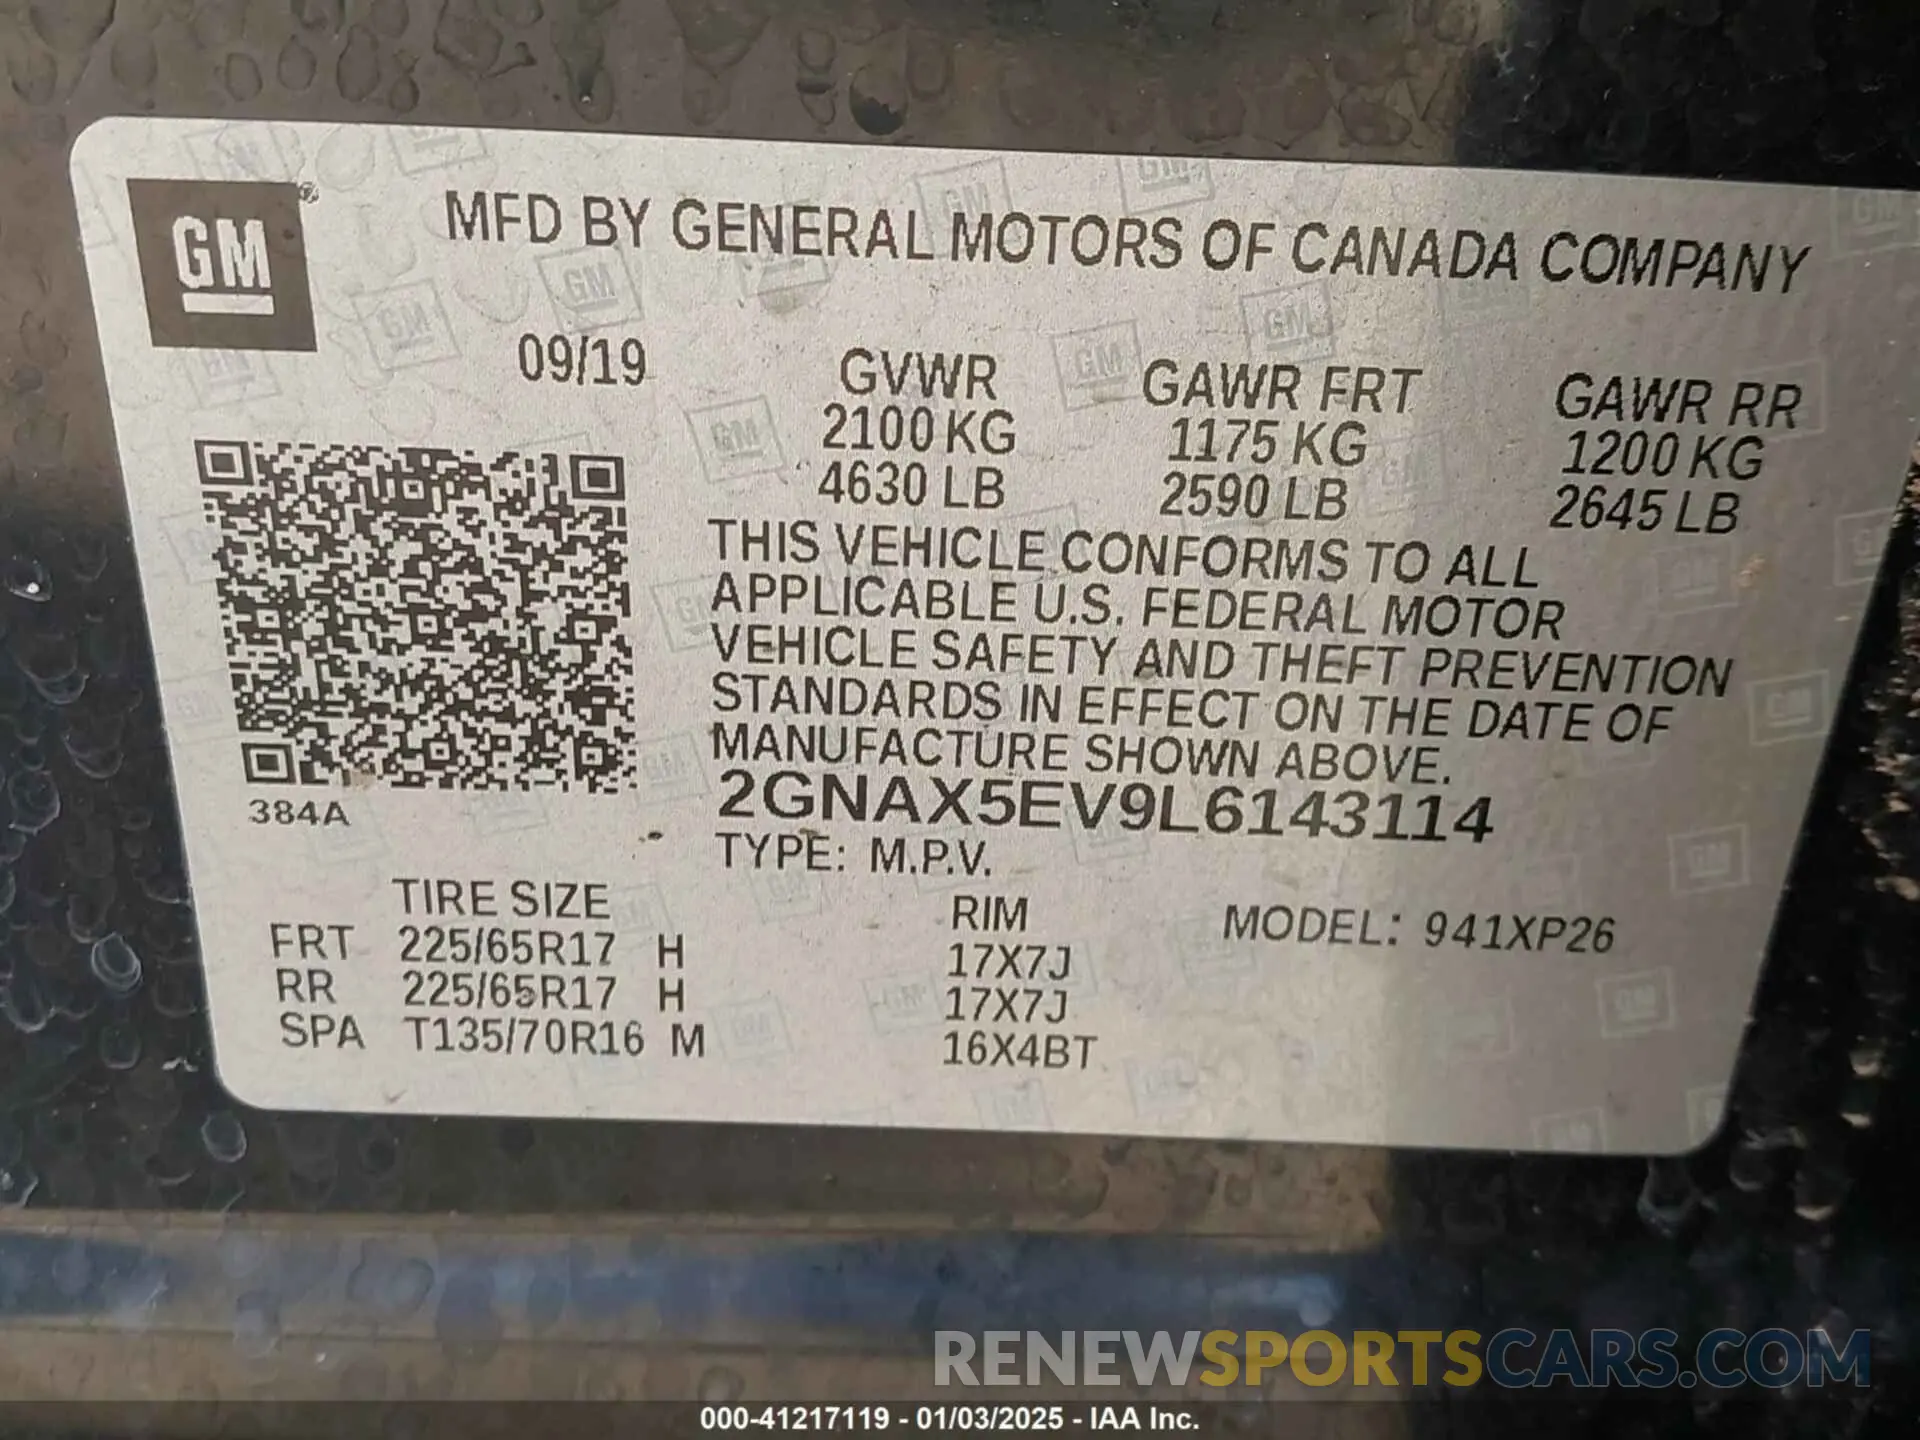 GM ®
MFD BY GENERAL MOTORS OF CANADA COMPANY
09/19 GVWR GAWR FRT GAWR RR
2100 KG 1175 KG 1200 KG
4630 LB 2590 LB 2645 LB
THIS VEHICLE CONFORMS TO ALL
APPLICABLE U.S. FEDERAL MOTOR
VEHICLE SAFETY AND THEFT PREVENTION
STANDARDS IN EFFECT ON THE DATE OF
MANUFACTURE SHOWN ABOVE.
2GNAX5EV9L6143114
384A
TYPE: M.P.V.
TIRE SIZE RIM MODEL: 941XP26
FRT 225/65R17 H 17X7J
RR 225/65R17 H 17X7J
SPA T135/70R16 M 16X4BT
RENEWSPORTSCARS.COM
000-41217119 - 01/03/2025 - IAA Inc.